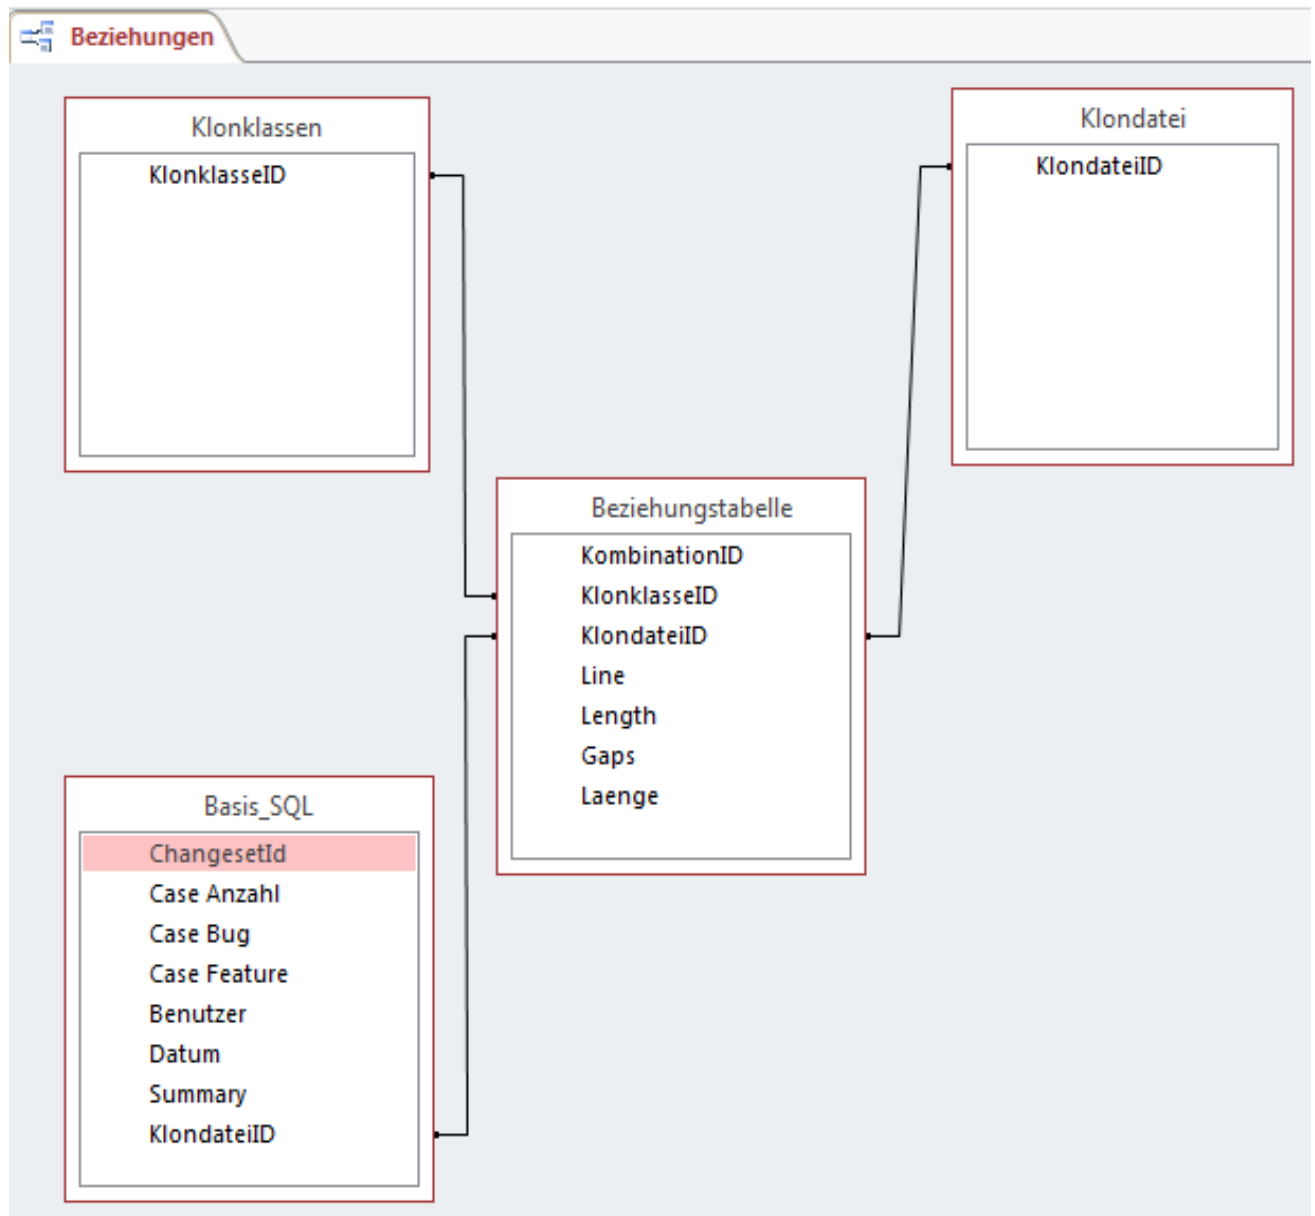 Beziehungen
Klonklassen
KlonklasseID
Klondatei
KlondateiID
Beziehungstabelle
KombinationID
KlonklasseID
KlondateiID
Line
Length
Gaps
Laenge
Basis_SQL
ChangesetId
Case Anzahl
Case Bug
Case Feature
Benutzer
Datum
Summary
KlondateiID